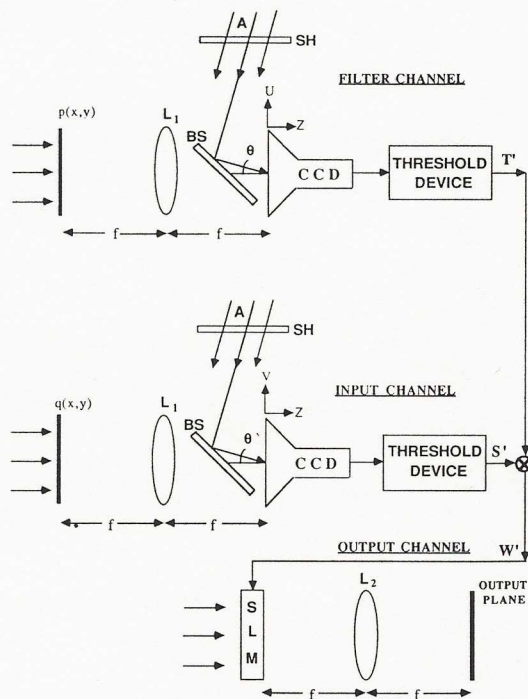 A
SH
FILTER CHANNEL
p(x,y)
L1
BS
θ
U
Z
CCD
THRESHOLD
DEVICE
T'
f
f
A
SH
INPUT CHANNEL
q(x,y)
L1
BS
θ`
V
Z
CCD
THRESHOLD
DEVICE
S'
f
f
OUTPUT CHANNEL
W'
S
L
M
L2
OUTPUT
PLANE
f
f